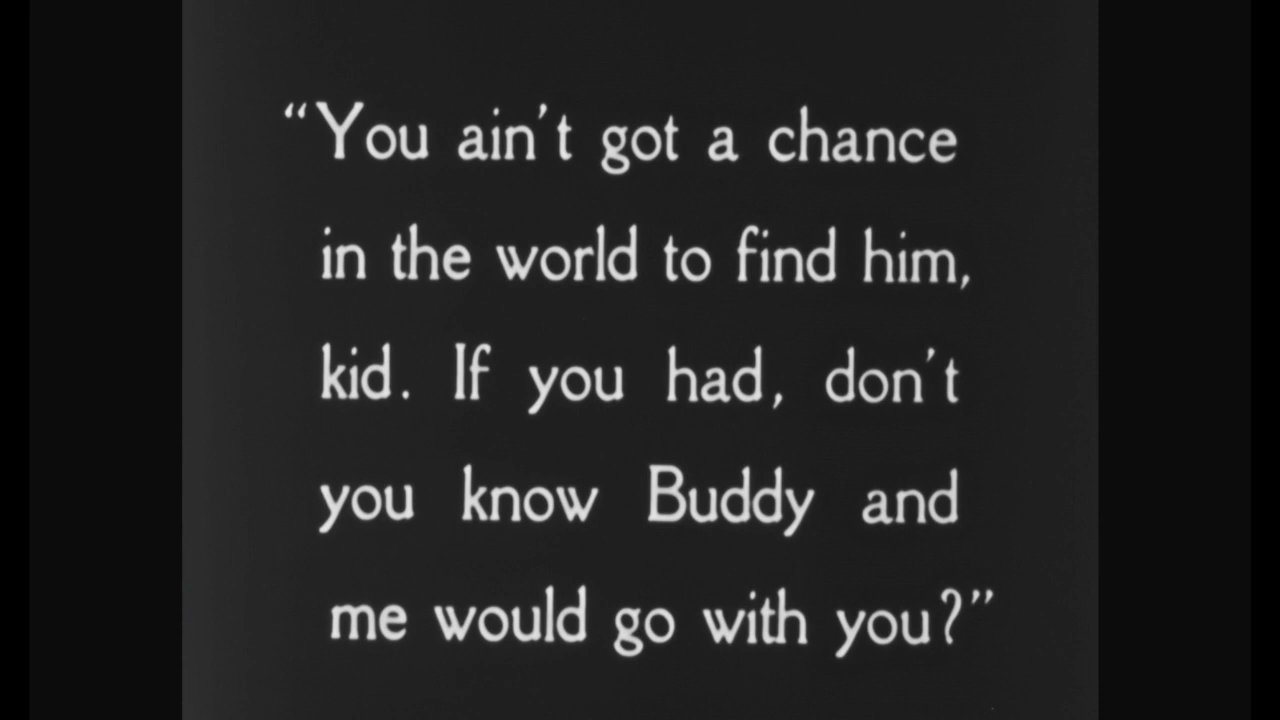 “You ain't got a chance
in the world to find him,
kid. If you had, don't
you know Buddy and
me would go with you?”